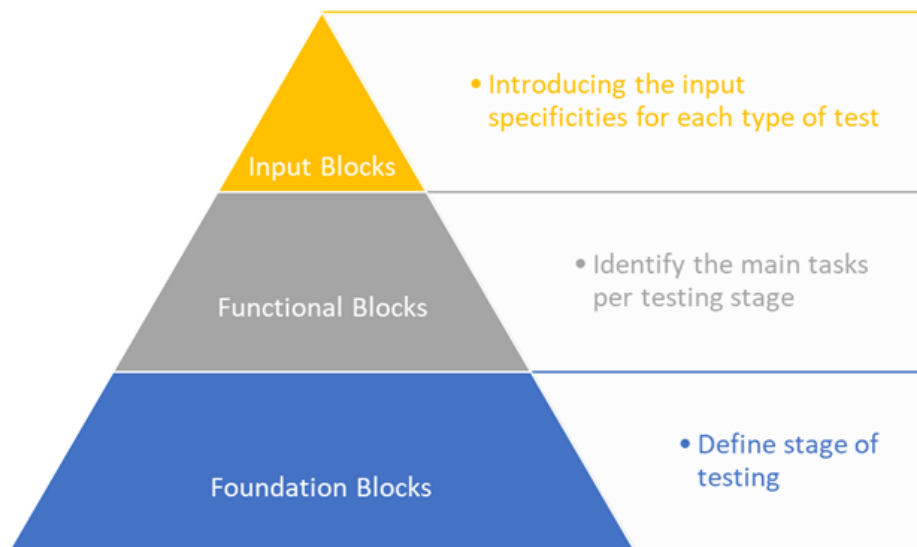 • Introducing the input
specificities for each type of test
Input Blocks
• Identify the main tasks
per testing stage
Functional Blocks
• Define stage of
testing
Foundation Blocks